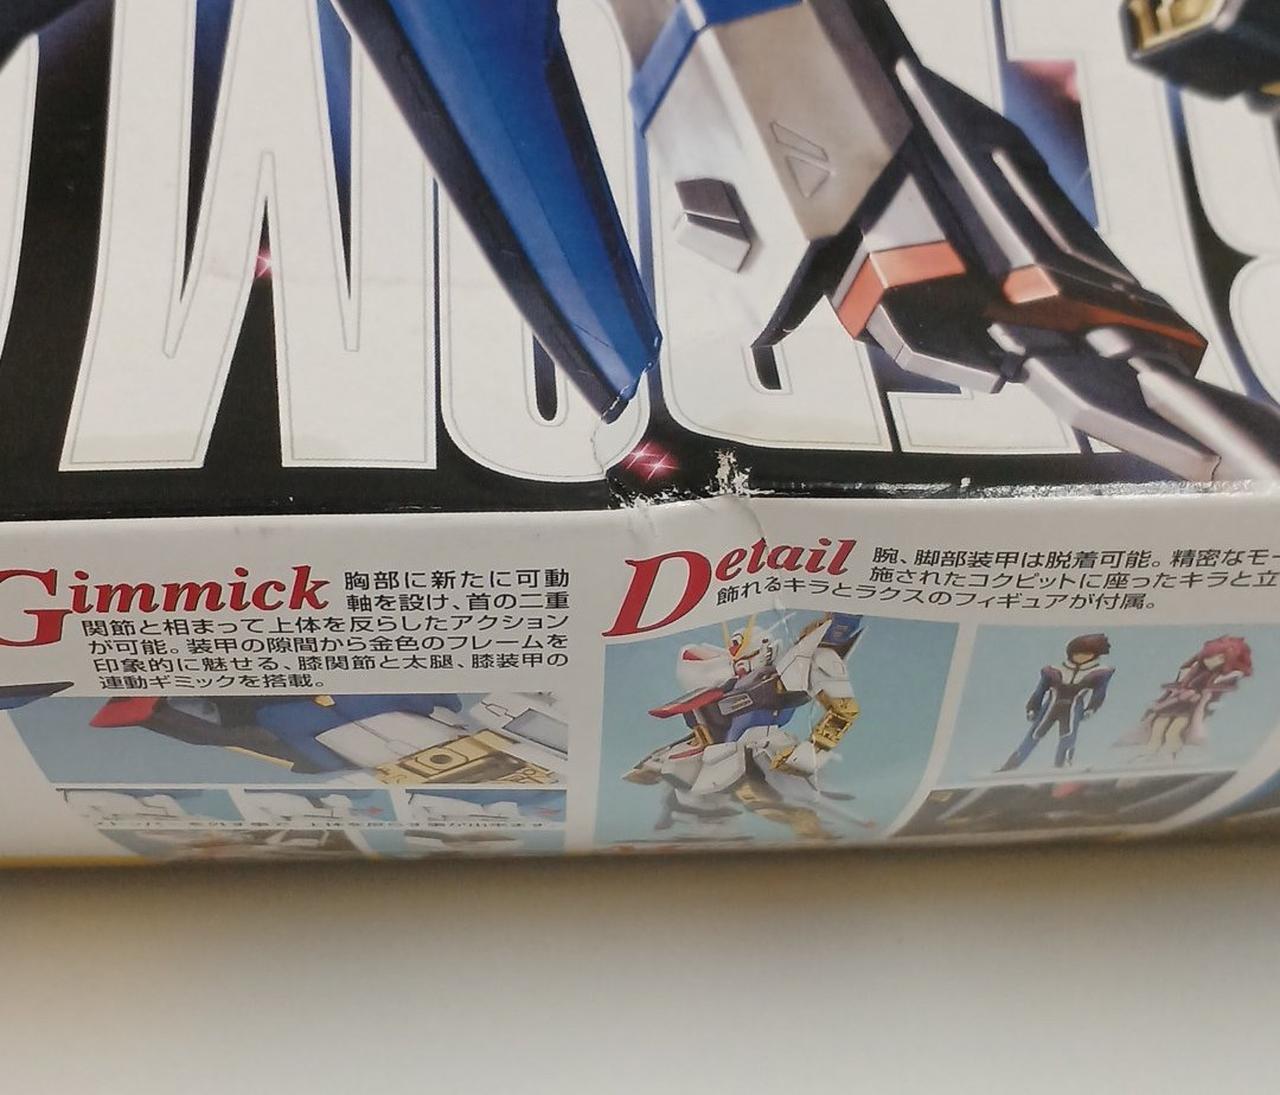 Gimmick
胸部に新たに可動
軸を設け、首の二重
関節と相まって上体を反らしたアクション
が可能。装甲の隙間から金色のフレームを
印象的に魅せる、膝関節と太腿、膝装甲の
連動ギミックを搭載。
Detail
腕、脚部装甲は脱着可能。精密なモー
施されたコクピットに座ったキラと立
飾れるキラとラクスのフィギュアが付属。